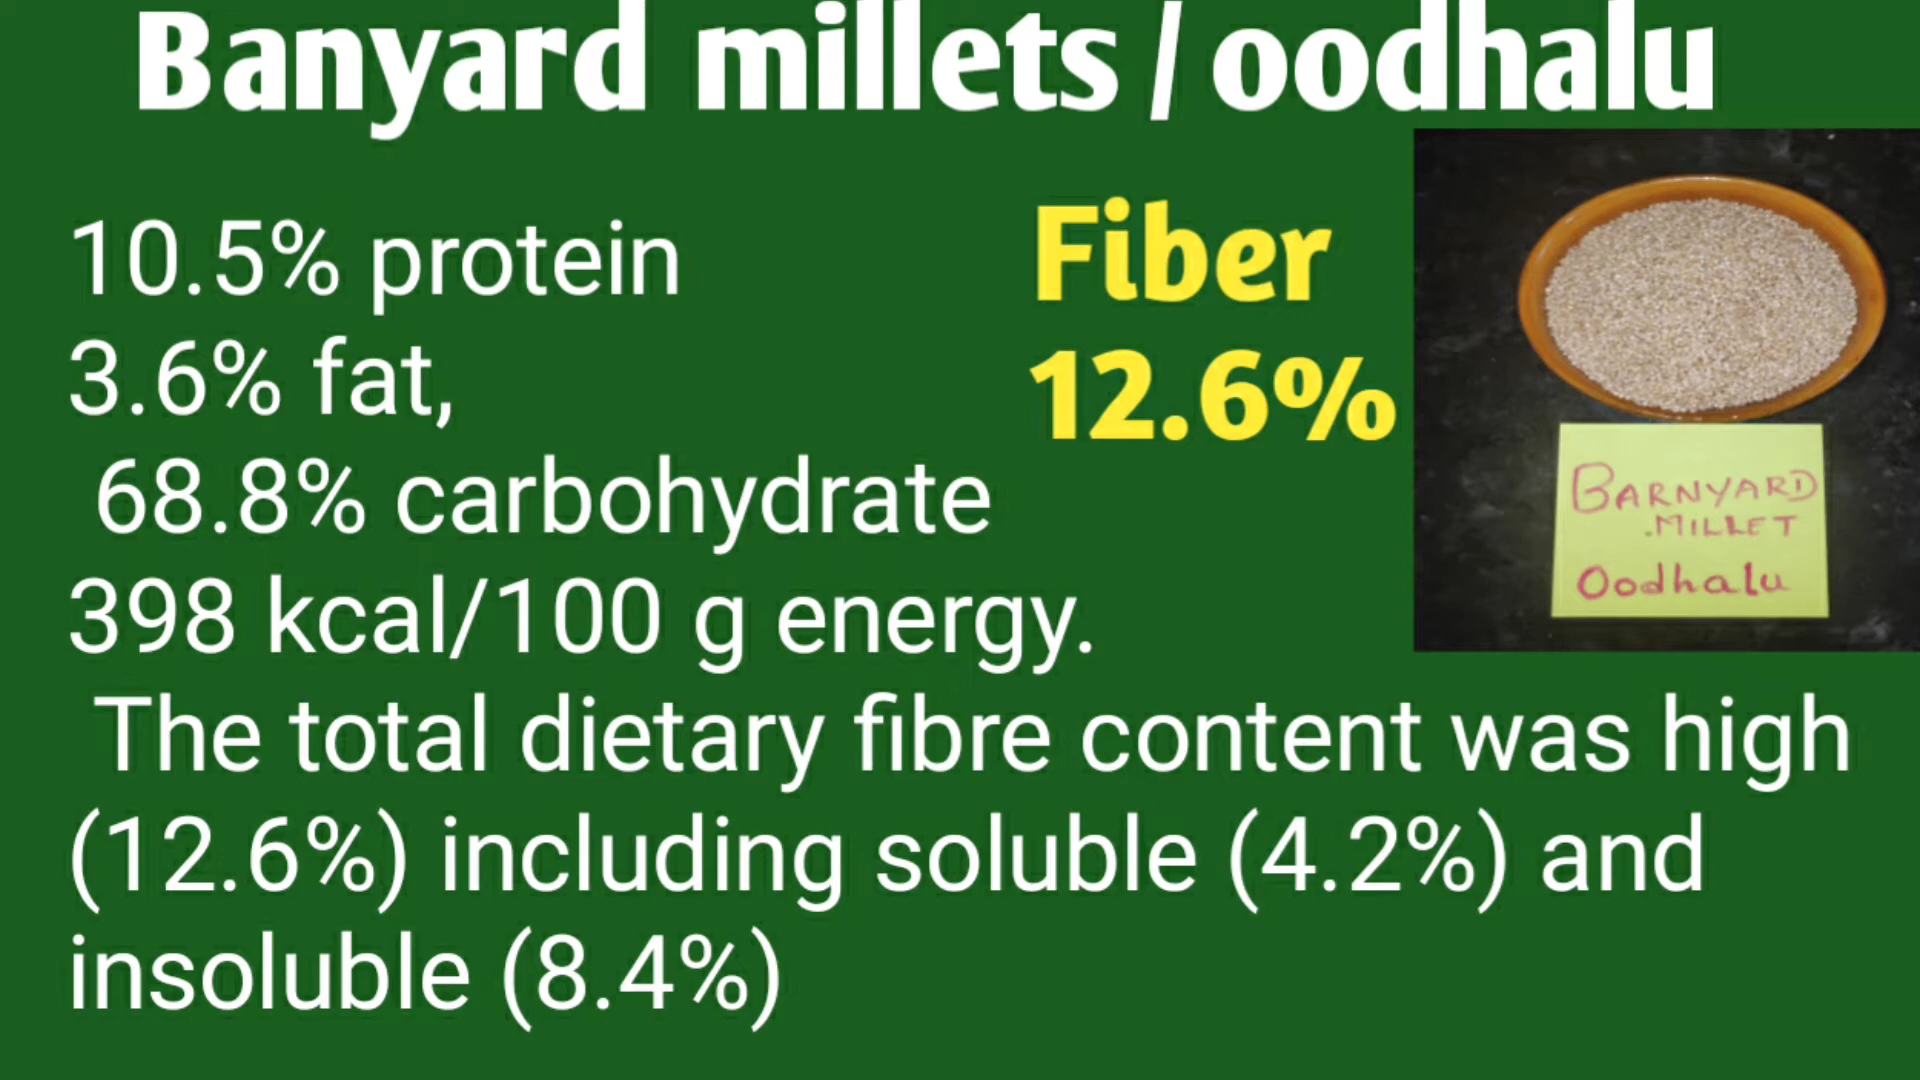 Banyard millets / oodhalu
10.5% protein
3.6% fat,
68.8% carbohydrate
398 kcal/100 g energy.
The total dietary fibre content was high
(12.6%) including soluble (4.2%) and
insoluble (8.4%)
Fiber
12.6%
BARNYARD
.MILLET
Oodhalu